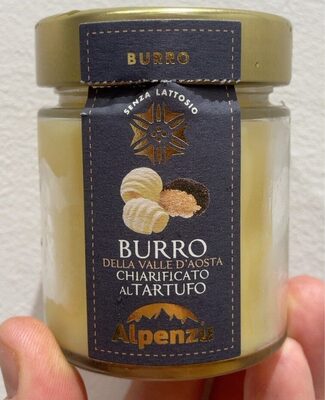 BURRO
SENZA LATTOSIO
BURRO
DELLA VALLE D'AOSTA
CHIARIFICATO
AL TARTUFO
Alpenzu